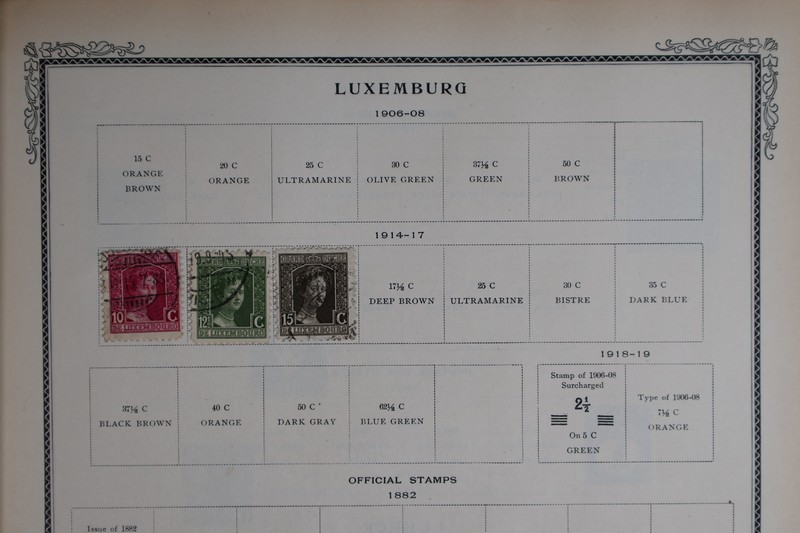 LUXEMBURG
1906-08
15 C
ORANGE
BROWN
20 C
ORANGE
25 C
ULTRAMARINE
30 C
OLIVE GREEN
37½ C
GREEN
50 C
BROWN
1914-17
10 C
DE LUXEMBOURG
12½ C
DE LUXEMBOURG
15 C
DE LUXEMBOURG
17½ C
DEEP BROWN
25 C
ULTRAMARINE
30 C
BISTRE
35 C
DARK BLUE
37½ C
BLACK BROWN
40 C
ORANGE
50 C
DARK GRAY
62½ C
BLUE GREEN
1918-19
Stamp of 1906-08
Surcharged
2½
On 5 C
GREEN
Type of 1906-08
7½ C
ORANGE
OFFICIAL STAMPS
1882
Issue of 1882